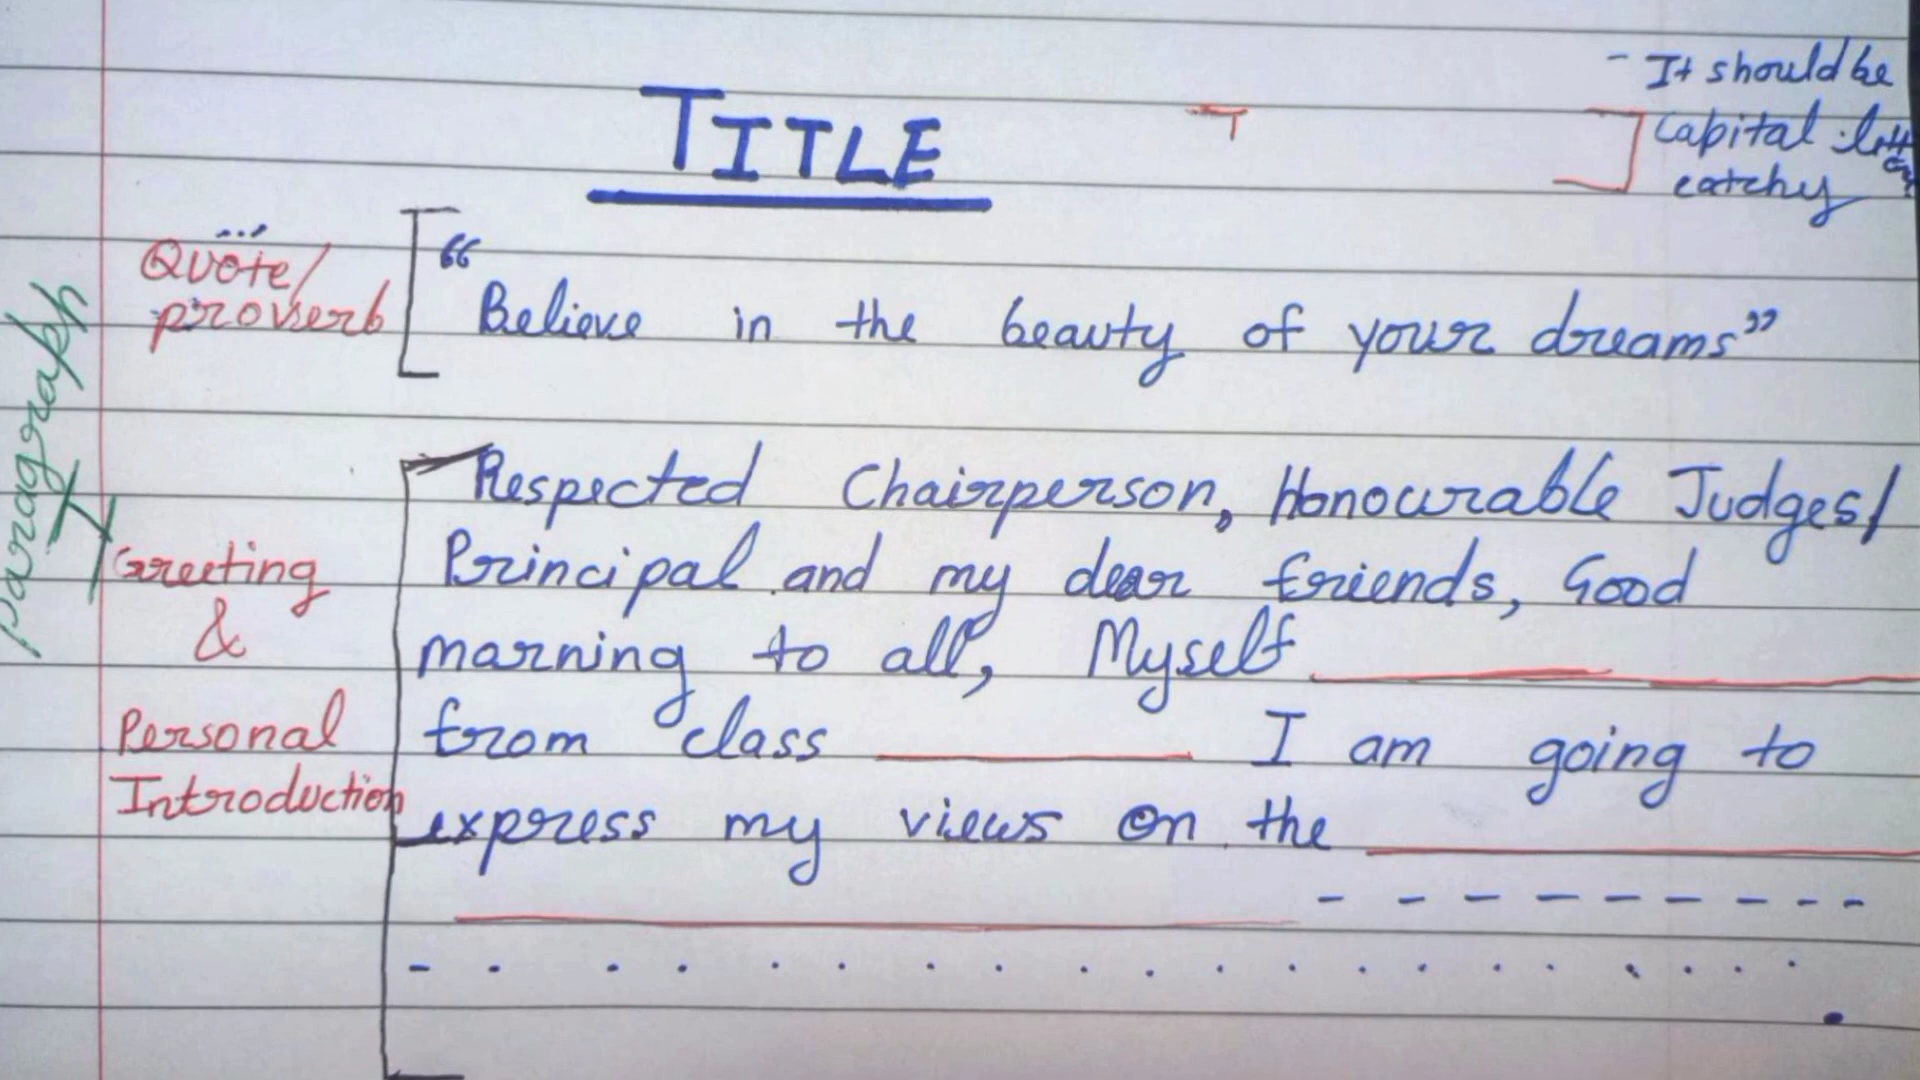 - It should be
TITLE
Capital letter
catchy
Quote/
proverb
"Believe in the beauty of your dreams"
paragraph
Respected Chairperson, Honourable Judges/
Principal and my dear friends, Good
marning to all, Myself
from class I am going to
express my views on the
Greeting
&
Personal
Introduction